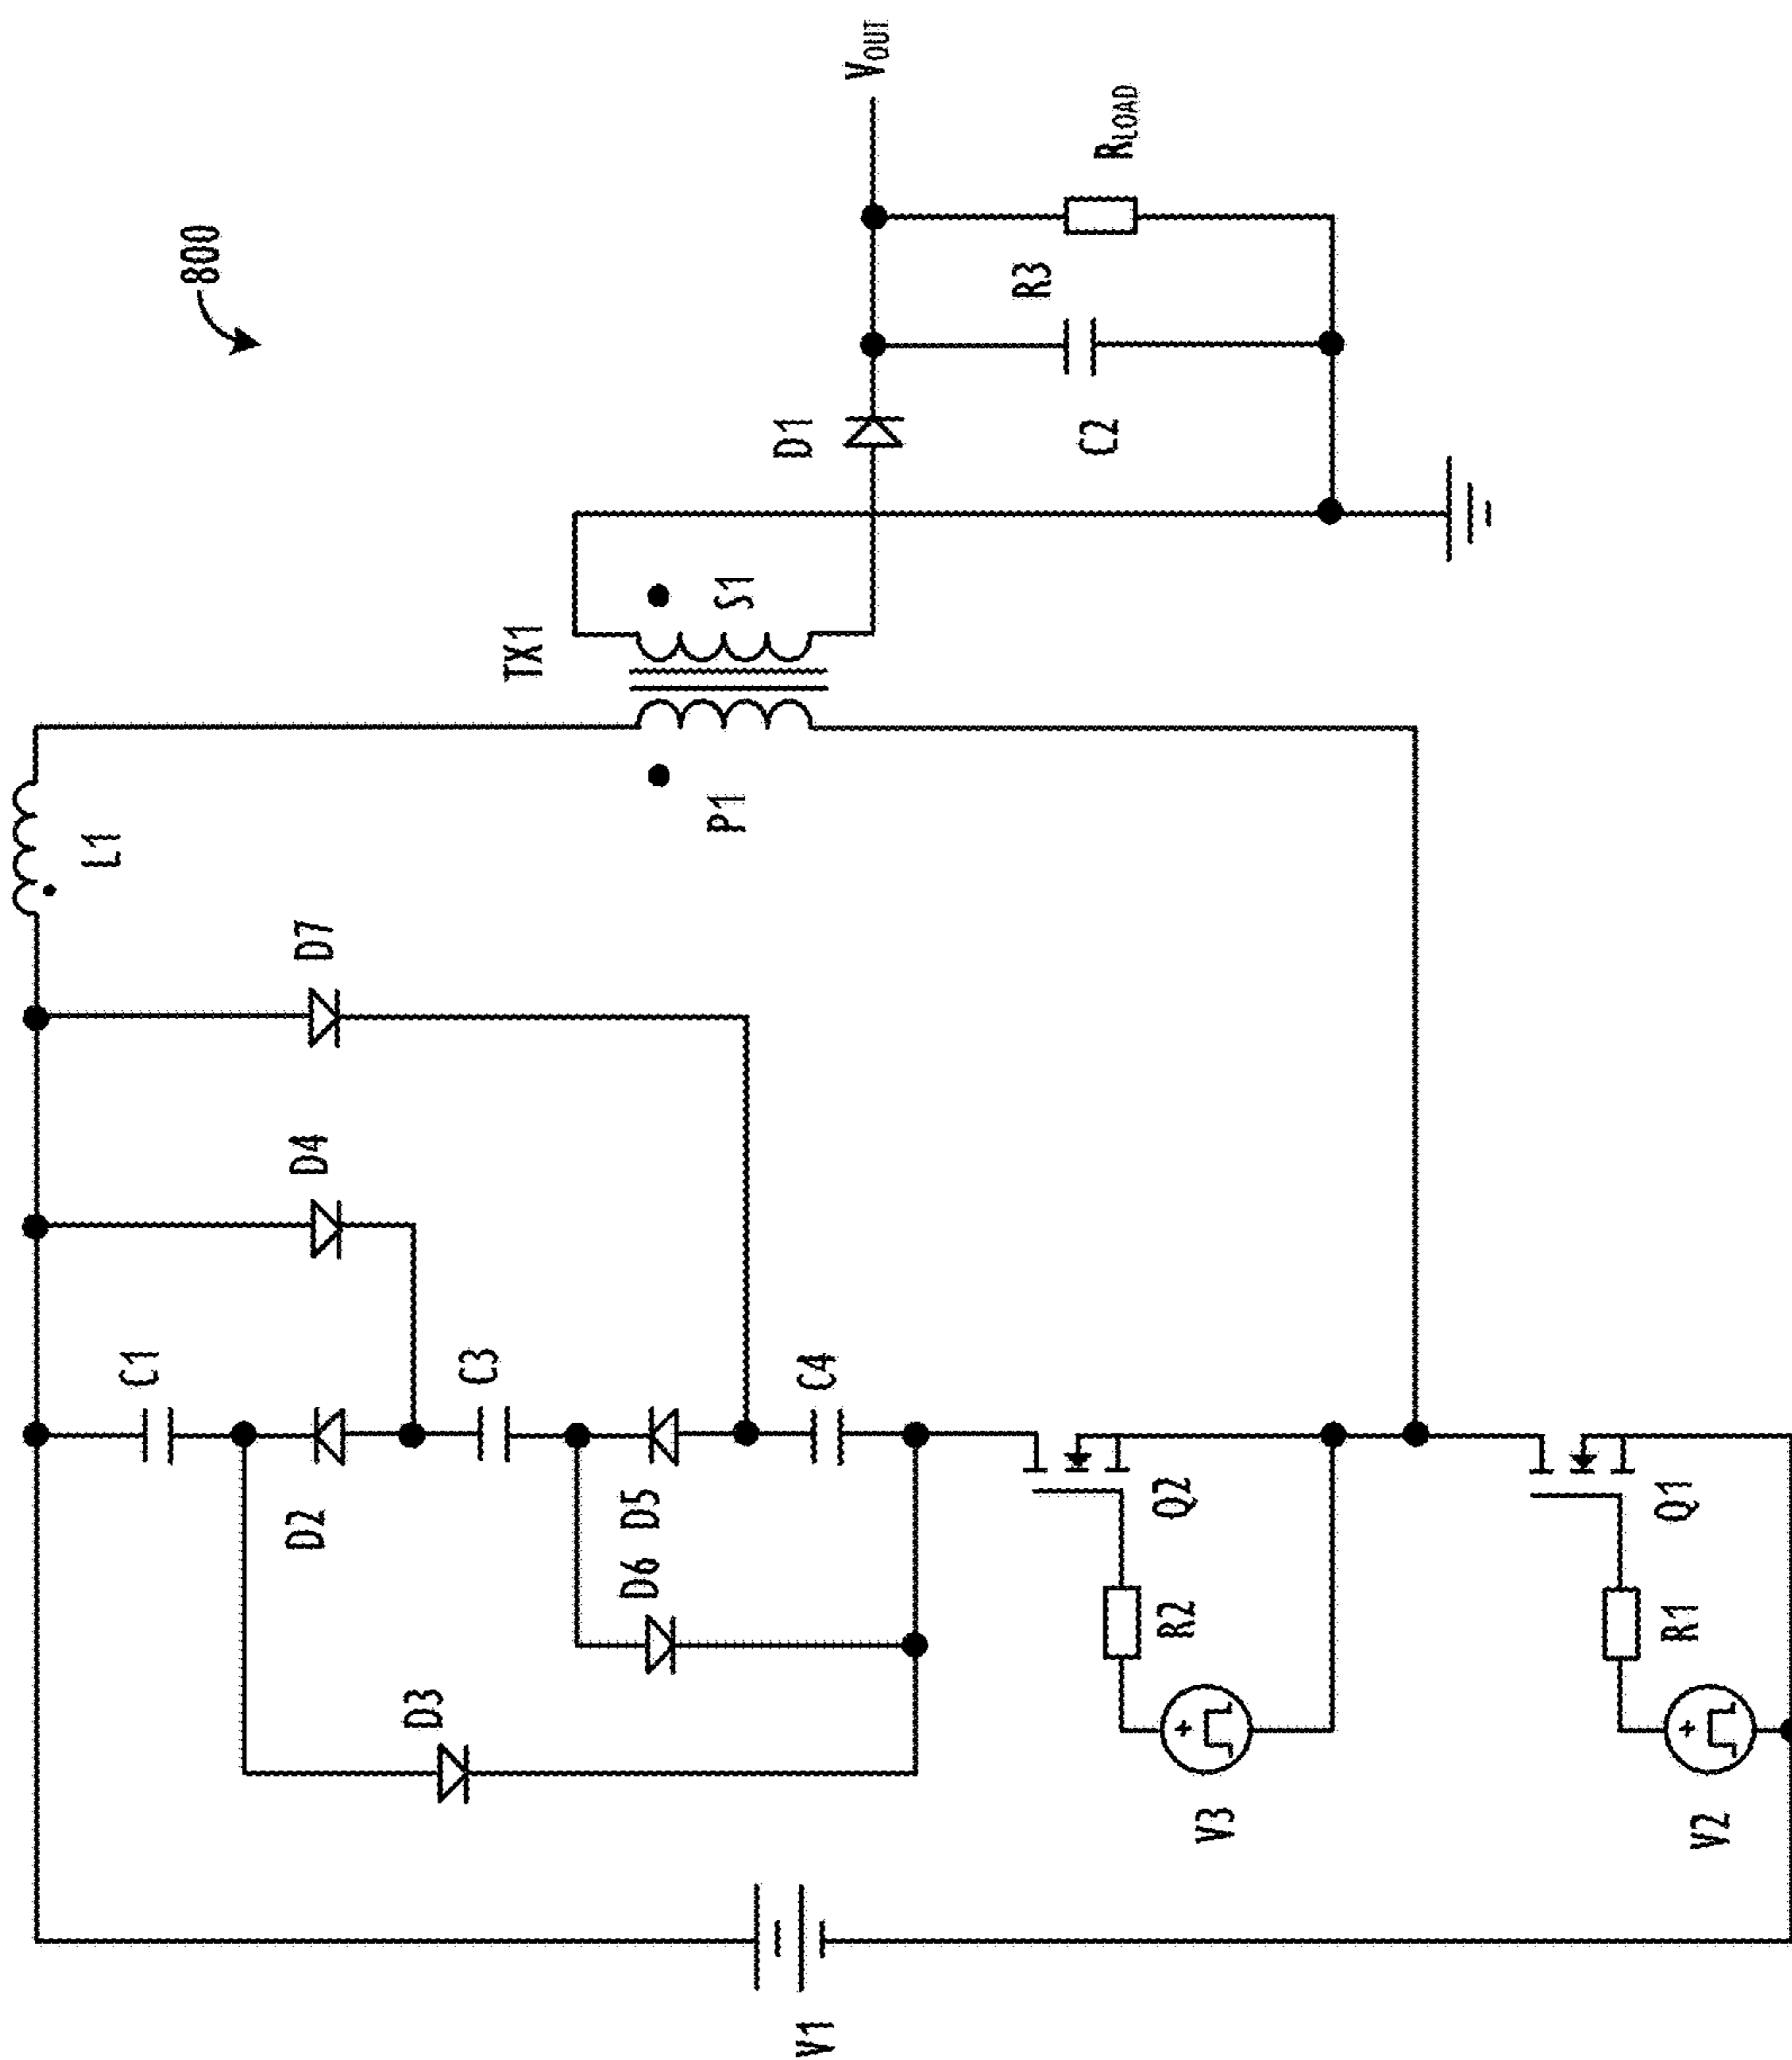 800
V1
C1
D2
D3
D4
C3
D6
D5
D7
C4
L1
TX1
P1
S1
D1
VOUT
R3
RLOAD
C2
V3
R2
Q2
V2
R1
Q1
+
+